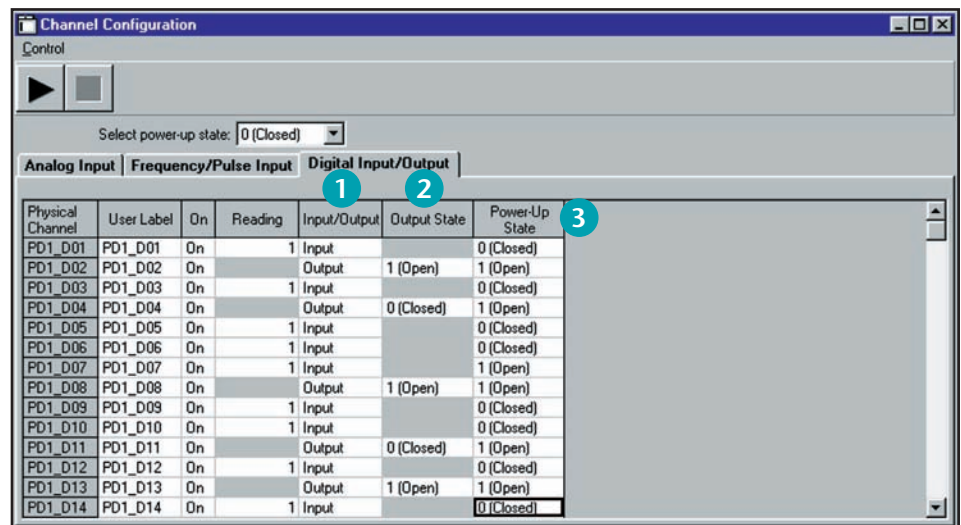 Channel Configuration
Control
Select power-up state: 0 (Closed)
Analog Input Frequency/Pulse Input Digital Input/Output
1 2
Physical Channel User Label On Reading Input/Output Output State Power-Up State 3
PD1_D01 PD1_D01 On 1 Input 0 (Closed)
PD1_D02 PD1_D02 On Output 1 (Open) 1 (Open)
PD1_D03 PD1_D03 On 1 Input 0 (Closed)
PD1_D04 PD1_D04 On Output 0 (Closed) 1 (Open)
PD1_D05 PD1_D05 On 1 Input 0 (Closed)
PD1_D06 PD1_D06 On 1 Input 0 (Closed)
PD1_D07 PD1_D07 On 1 Input 1 (Open)
PD1_D08 PD1_D08 On Output 1 (Open) 1 (Open)
PD1_D09 PD1_D09 On 1 Input 0 (Closed)
PD1_D10 PD1_D10 On 1 Input 0 (Closed)
PD1_D11 PD1_D11 On Output 0 (Closed) 1 (Open)
PD1_D12 PD1_D12 On 1 Input 0 (Closed)
PD1_D13 PD1_D13 On Output 1 (Open) 1 (Open)
PD1_D14 PD1_D14 On 1 Input 0 (Closed)